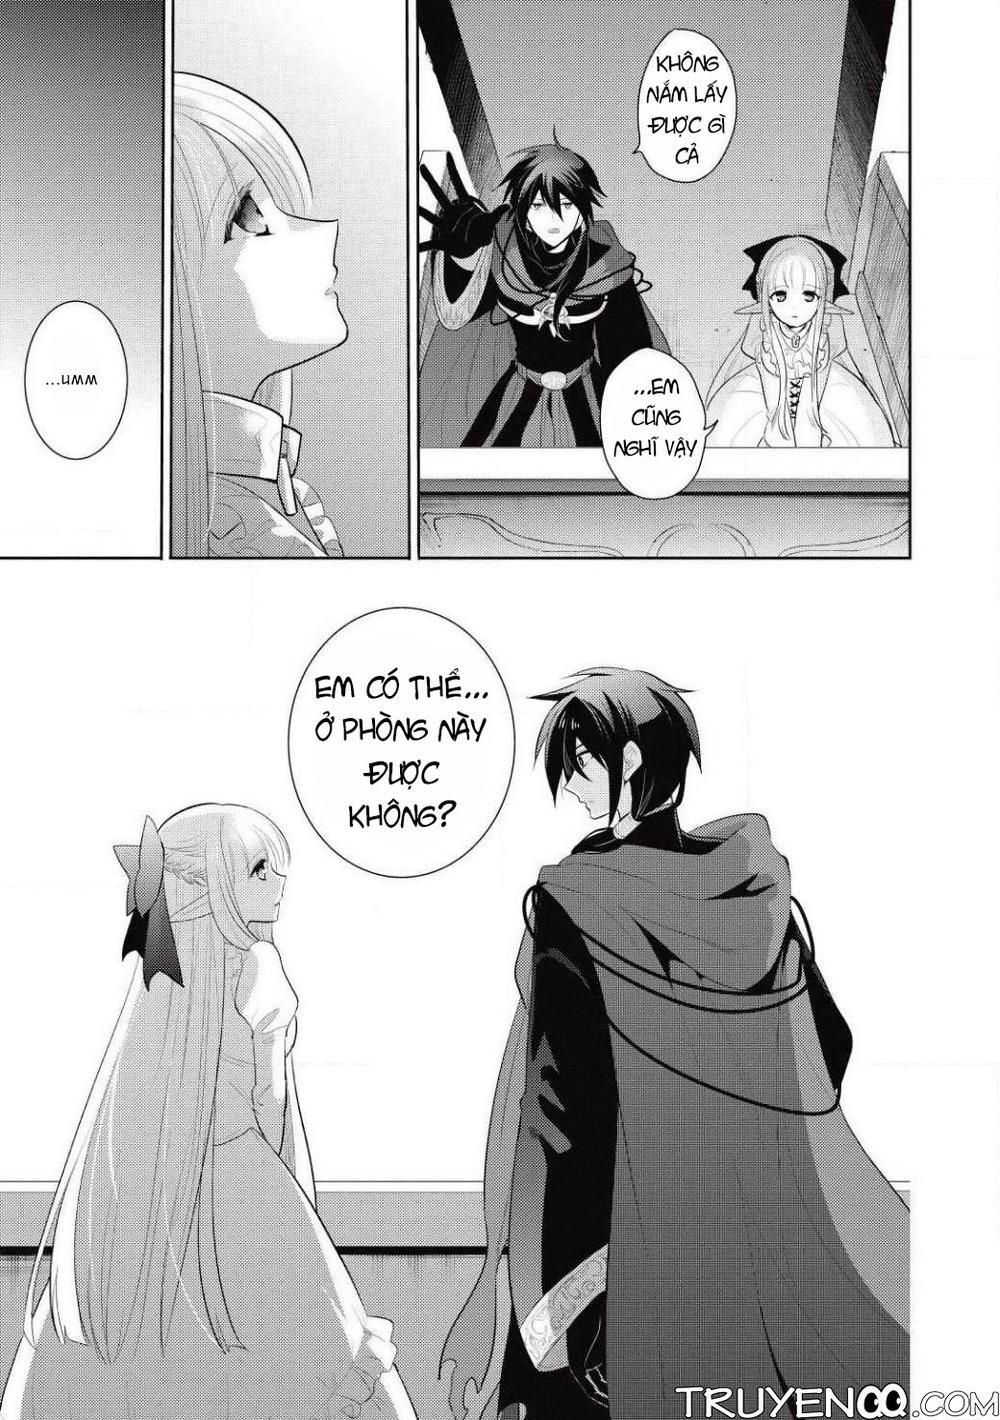 KHÔNG
NẮM LẤY
ĐƯỢC GÌ
CẢ
...EM
CŨNG
NGHĨ VẬY
...umm
EM CÓ THỂ...
Ở PHÒNG NÀY
ĐƯỢC
KHÔNG?
TRUYENQQ.COM